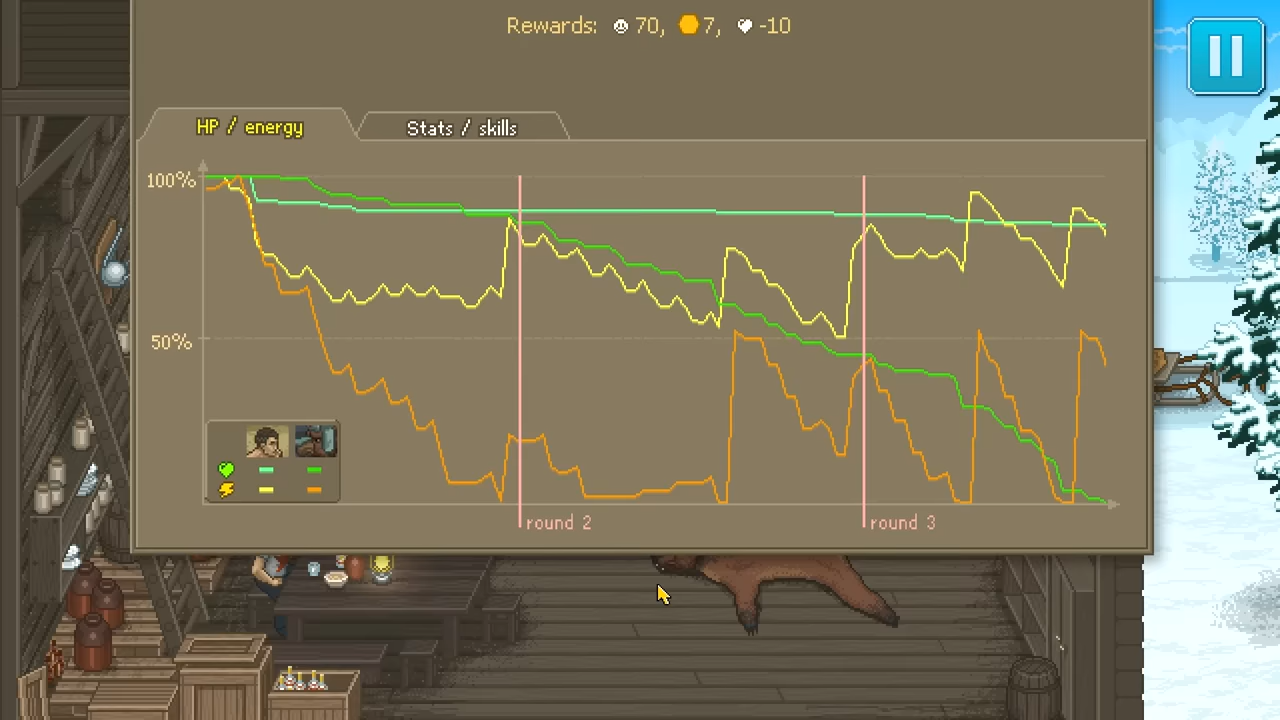 Rewards: 70, 7, -10
HP / energy
Stats / skills
100%
50%
round 2
round 3